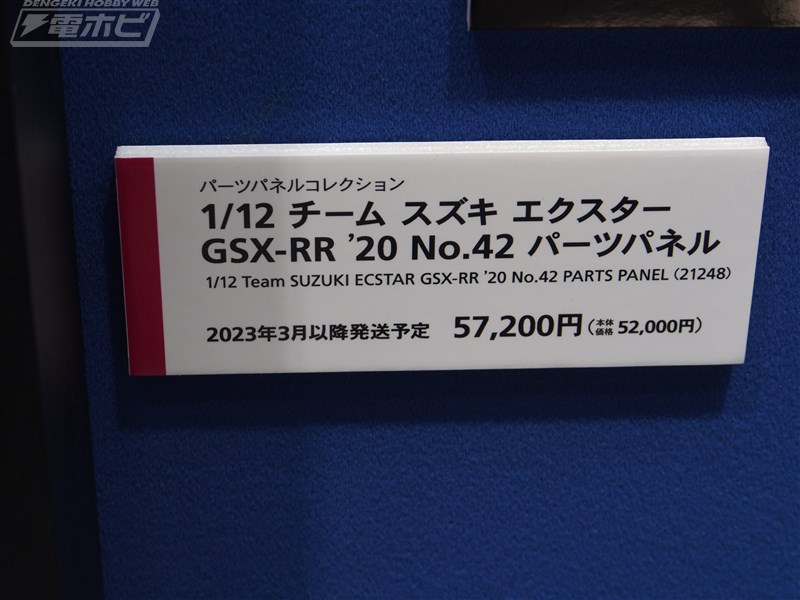 DENGEKI HOBBY WEB
電ホビ
パーツパネルコレクション
1/12 チーム スズキ エクスター
GSX-RR ’20 No.42 パーツパネル
1/12 Team SUZUKI ECSTAR GSX-RR ’20 No.42 PARTS PANEL (21248)
2023年3月以降発送予定 57,200円(本体価格 52,000円)